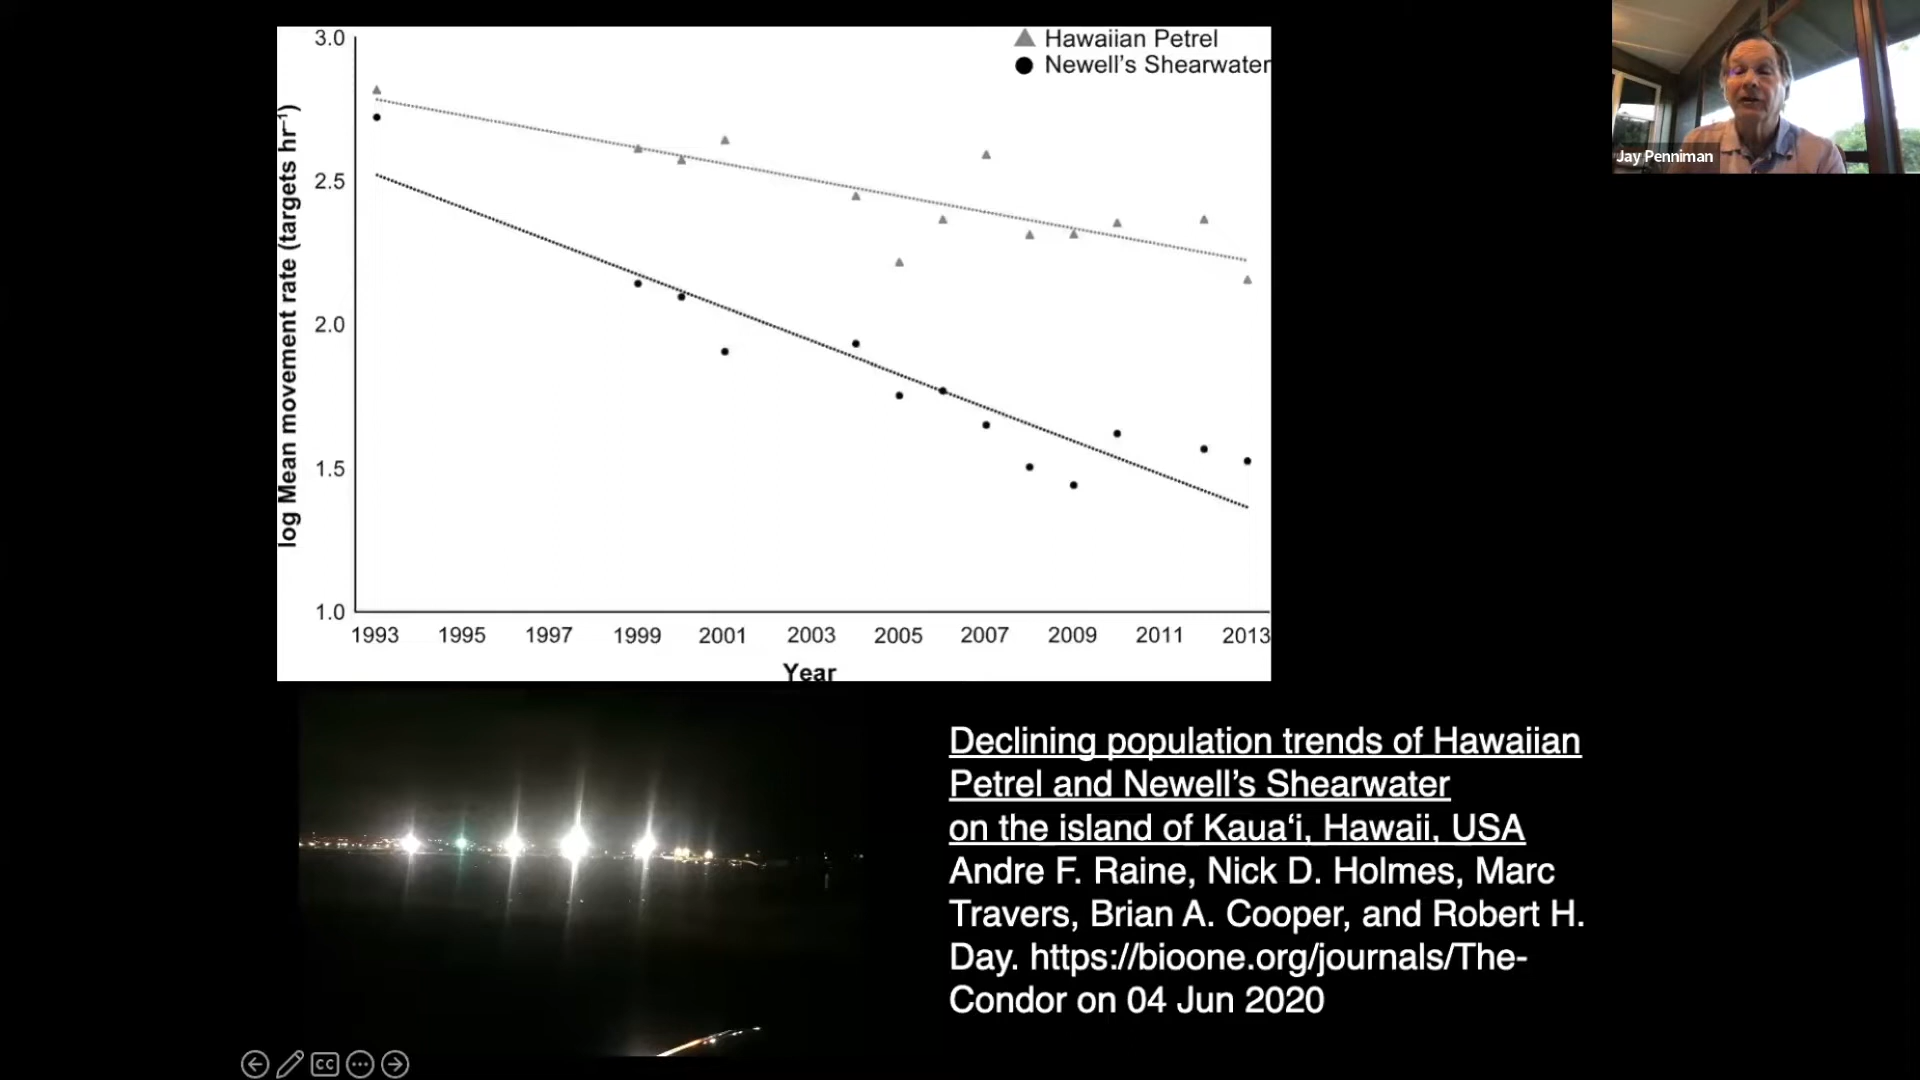 3.0
2.5
2.0
1.5
1.0
log Mean movement rate (targets hr⁻¹)
Hawaiian Petrel
Newell’s Shearwater
1993 1995 1997 1999 2001 2003 2005 2007 2009 2011 2013
Year
Jay Penniman
Declining population trends of Hawaiian
Petrel and Newell’s Shearwater
on the island of Kauaʻi, Hawaii, USA
Andre F. Raine, Nick D. Holmes, Marc
Travers, Brian A. Cooper, and Robert H.
Day. https://bioone.org/journals/The-
Condor on 04 Jun 2020
CC